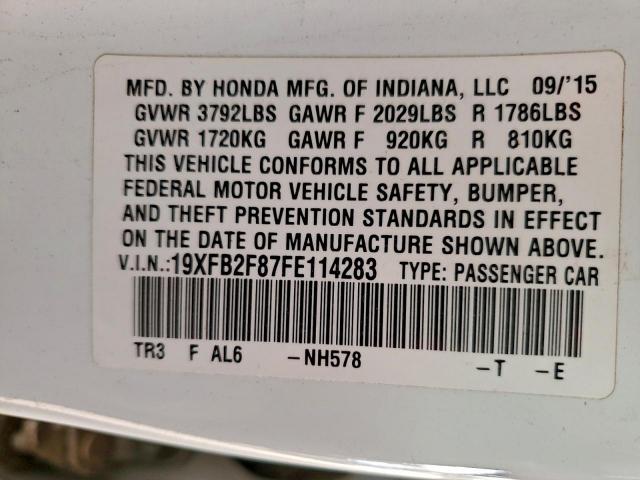 MFD. BY HONDA MFG. OF INDIANA, LLC 09/'15
GVWR 3792LBS GAWR F 2029LBS R 1786LBS
GVWR 1720KG GAWR F 920KG R 810KG
THIS VEHICLE CONFORMS TO ALL APPLICABLE
FEDERAL MOTOR VEHICLE SAFETY, BUMPER,
AND THEFT PREVENTION STANDARDS IN EFFECT
ON THE DATE OF MANUFACTURE SHOWN ABOVE.
V.I.N.:19XFB2F87FE114283 TYPE: PASSENGER CAR
TR3 F AL6 –NH578 –T –E